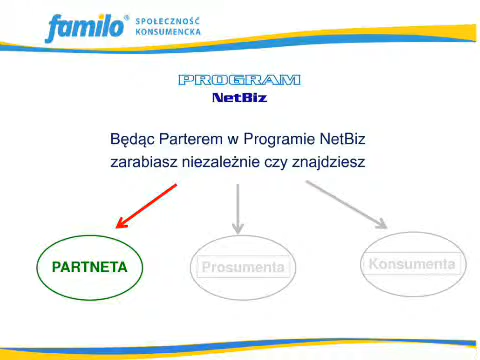 familo® SPOŁECZNOŚĆ
KONSUMENCKA
PROGRAM
NetBiz
Będąc Parterem w Programie NetBiz
zarabiasz niezależnie czy znajdziesz
PARTNETA
Prosumenta
Konsumenta